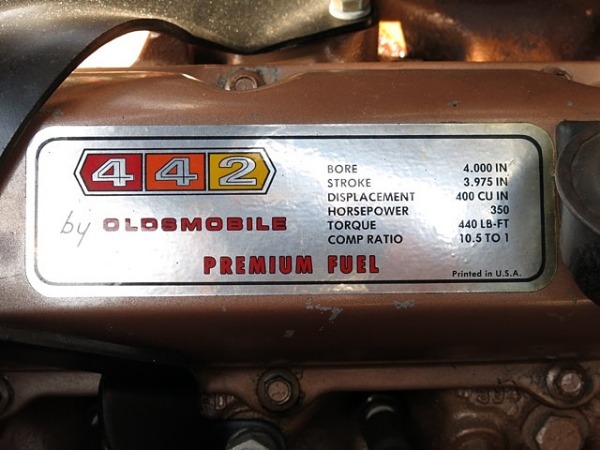 442
by OLDSMOBILE
BORE 4.000 IN
STROKE 3.975 IN
DISPLACEMENT 400 CU IN
HORSEPOWER 350
TORQUE 440 LB-FT
COMP RATIO 10.5 TO 1
PREMIUM FUEL
Printed in U.S.A.